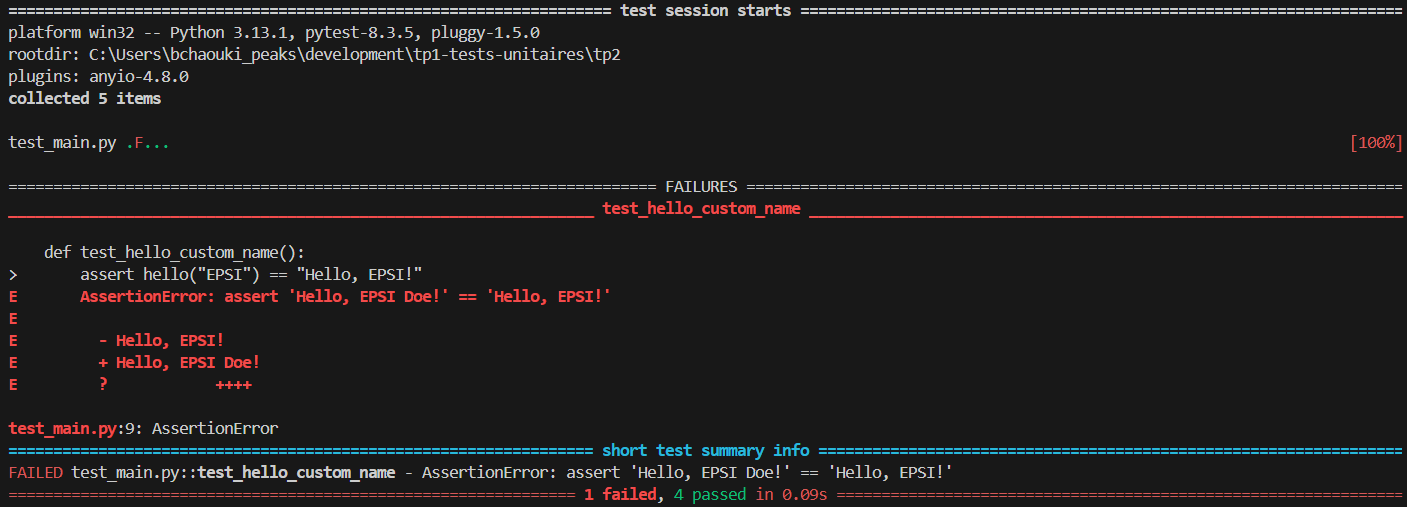 =================================================================== test session starts ===================================================================
platform win32 -- Python 3.13.1, pytest-8.3.5, pluggy-1.5.0
rootdir: C:\Users\bchaouki_peaks\development\tp1-tests-unitaires\tp2
plugins: anyio-4.8.0
collected 5 items
test_main.py .F... [100%]
======================================================================== FAILURES =========================================================================
_________________________________________________________________ test_hello_custom_name __________________________________________________________________
    def test_hello_custom_name():
>       assert hello("EPSI") == "Hello, EPSI!"
E       AssertionError: assert 'Hello, EPSI Doe!' == 'Hello, EPSI!'
E
E         - Hello, EPSI!
E         + Hello, EPSI Doe!
E         ?            ++++
test_main.py:9: AssertionError
================================================================= short test summary info =================================================================
FAILED test_main.py::test_hello_custom_name - AssertionError: assert 'Hello, EPSI Doe!' == 'Hello, EPSI!'
=============================================================== 1 failed, 4 passed in 0.09s ===============================================================